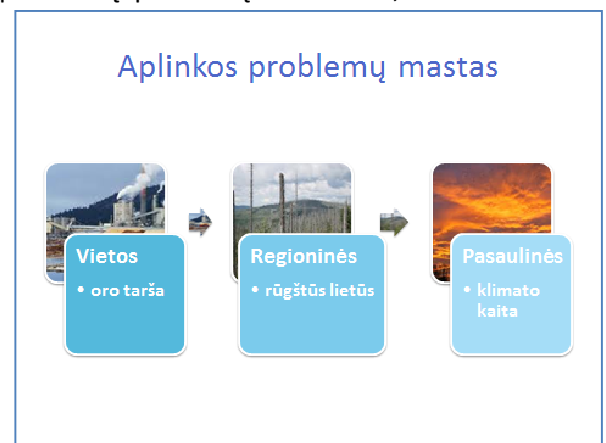 Aplinkos problemų mastas
Vietos
• oro tarša
Regioninės
• rūgštūs lietūs
Pasaulinės
• klimato
kaita